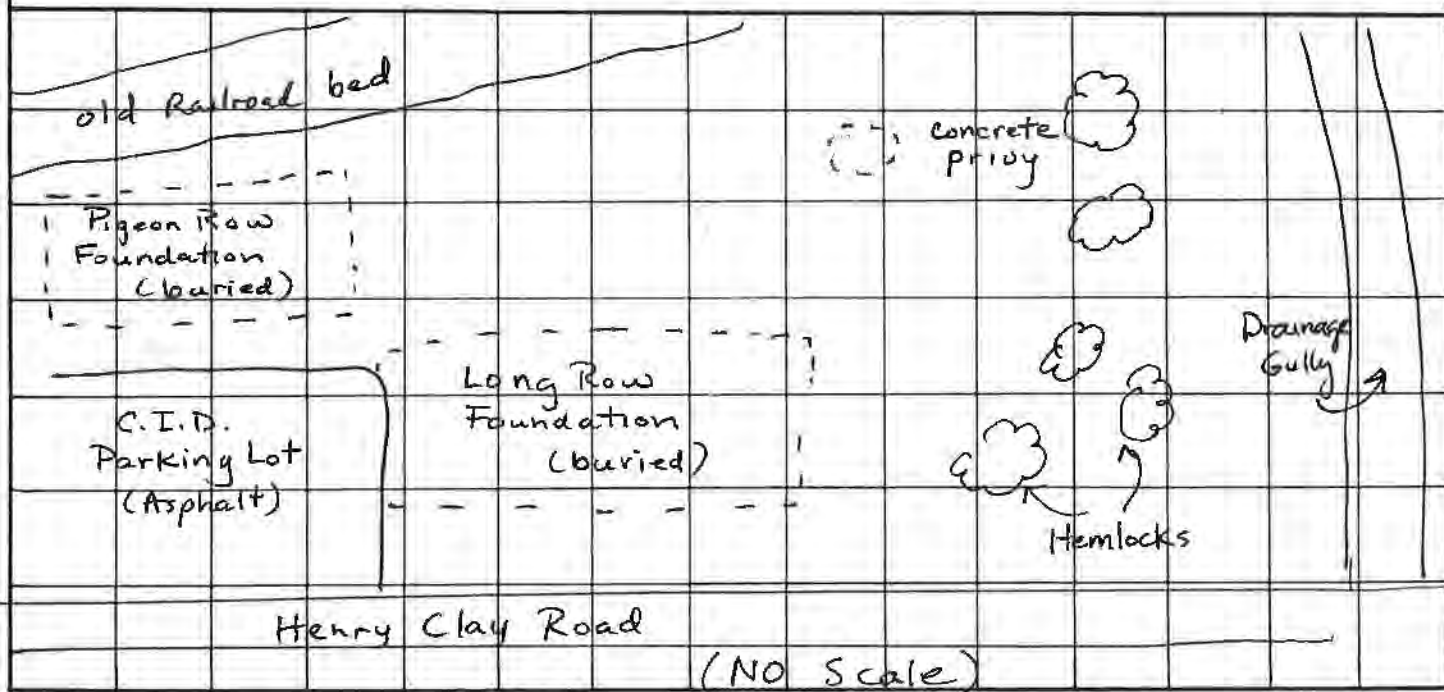 old Railroad bed
concrete
privy
Pigeon Row
Foundation
(buried)
Long Row
Foundation
(buried)
Drainage
Gully
C.I.D.
Parking Lot
(Asphalt)
Hemlocks
Henry Clay Road
(NO Scale)